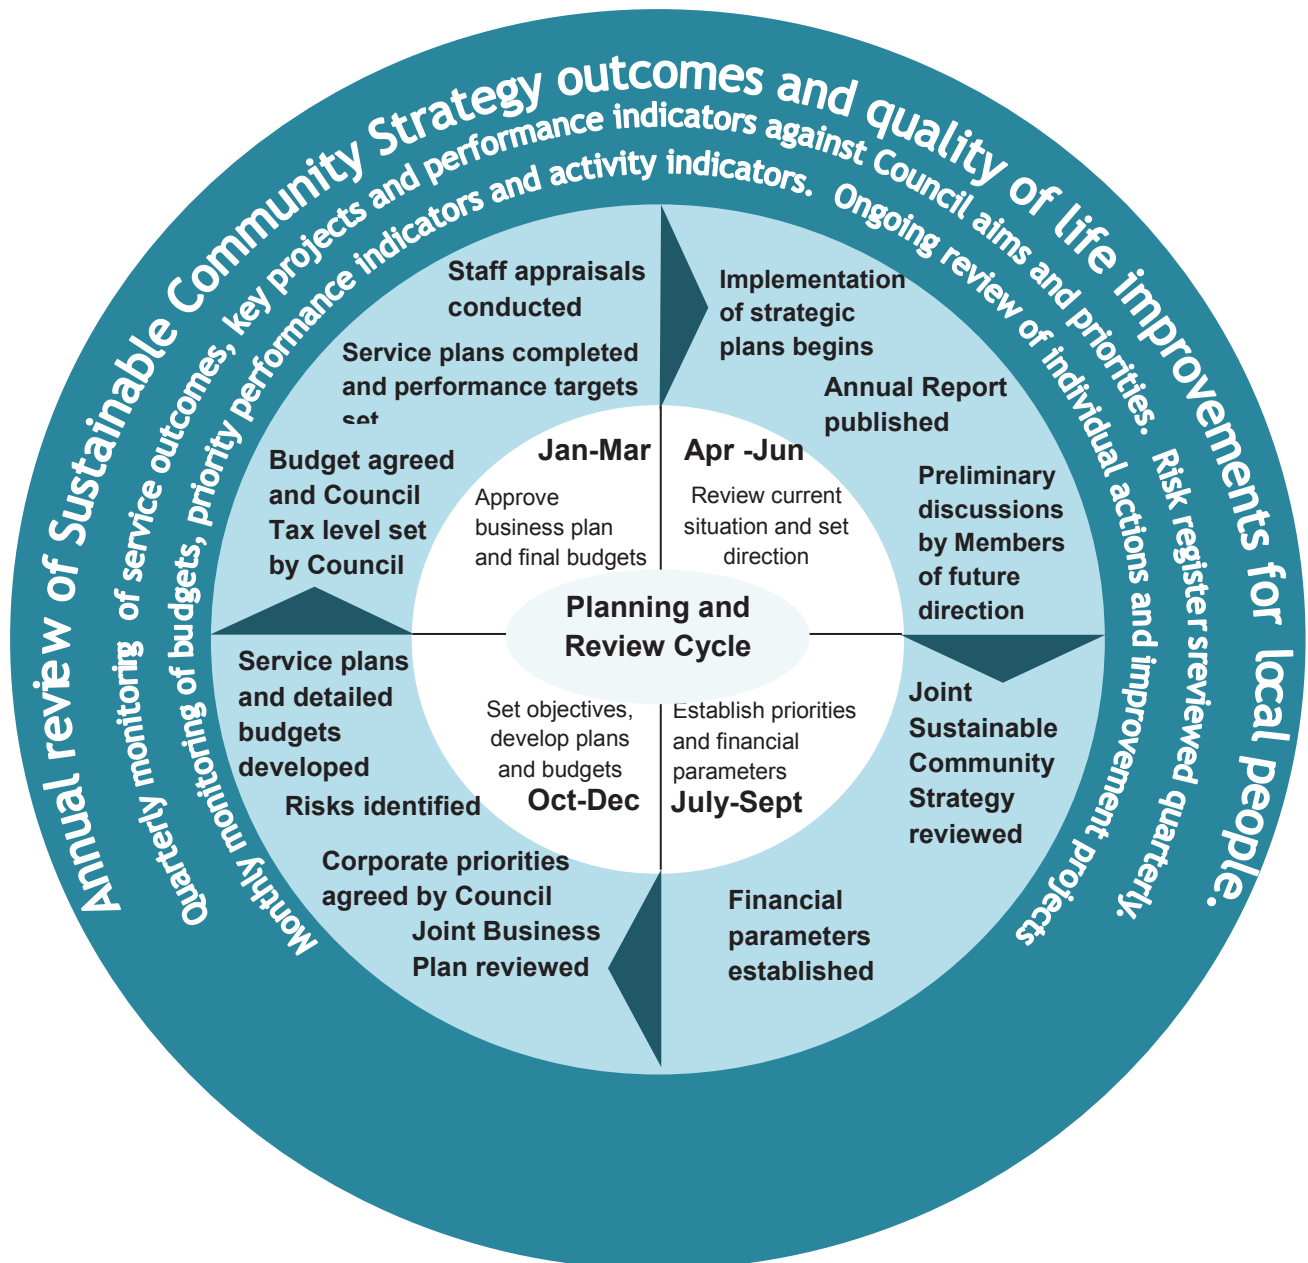 Annual review of Sustainable Community Strategy outcomes and quality of life improvements for local people.
Quarterly monitoring of service outcomes, key projects and performance indicators against Council aims and priorities. Risk registers reviewed quarterly.
Monthly monitoring of budgets, priority performance indicators and activity indicators. Ongoing review of individual actions and improvement projects
Staff appraisals
conducted
Service plans completed
and performance targets
set
Budget agreed
and Council
Tax level set
by Council
Implementation
of strategic
plans begins
Annual Report
published
Preliminary
discussions
by Members
of future
direction
Jan-Mar
Approve
business plan
and final budgets
Apr -Jun
Review current
situation and set
direction
Planning and
Review Cycle
Set objectives,
develop plans
and budgets
Oct-Dec
Establish priorities
and financial
parameters
July-Sept
Service plans
and detailed
budgets
developed
Risks identified
Corporate priorities
agreed by Council
Joint Business
Plan reviewed
Joint
Sustainable
Community
Strategy
reviewed
Financial
parameters
established